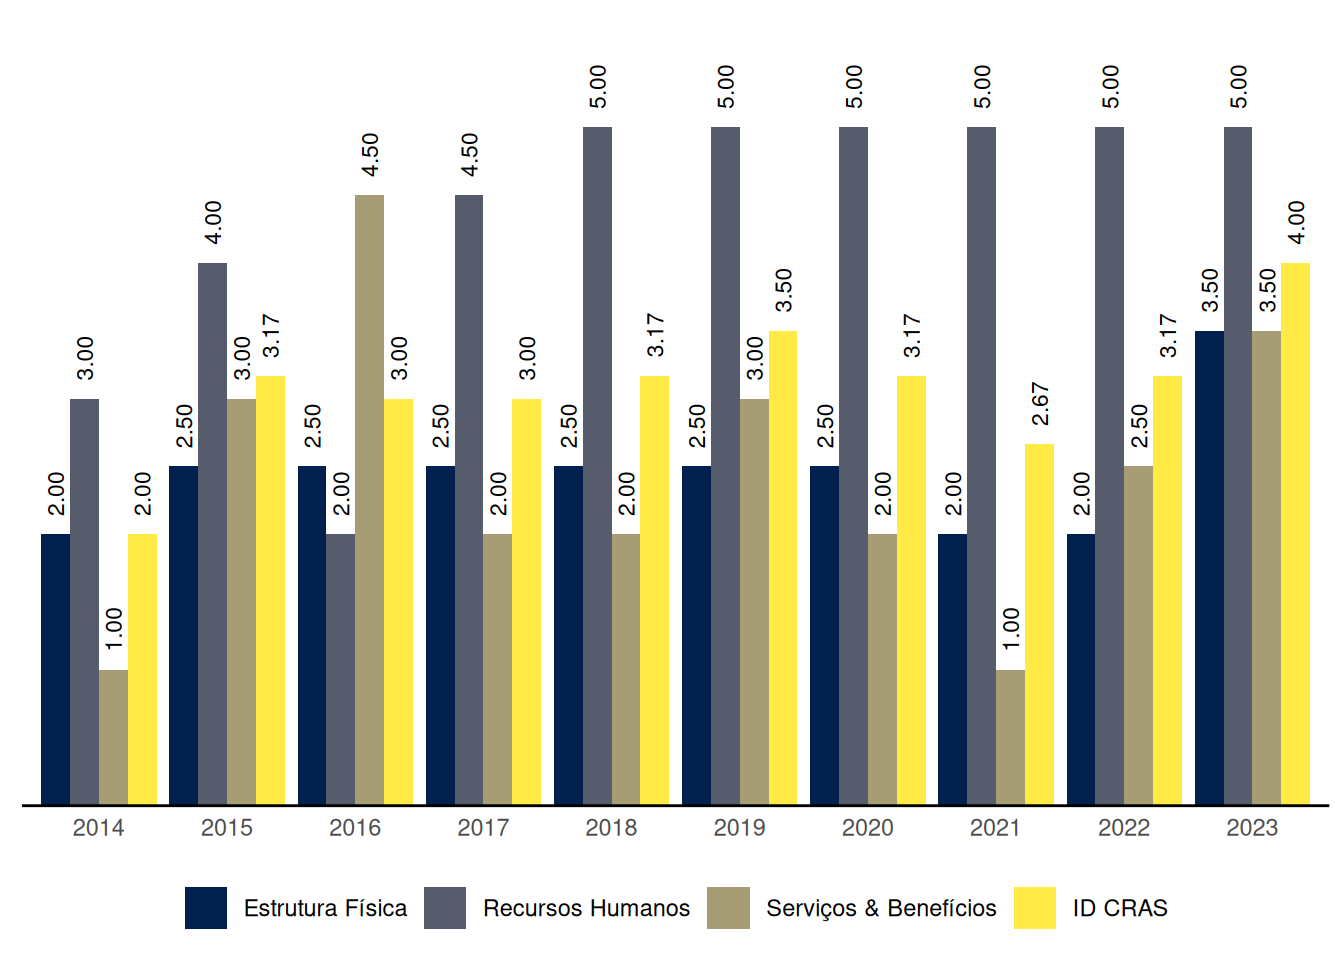 2.00 3.00 1.00 2.00
2.50 4.00 3.00 3.17
2.50 2.00 4.50 3.00
2.50 4.50 2.00 3.00
2.50 5.00 2.00 3.17
2.50 5.00 3.00 3.50
2.50 5.00 2.00 3.17
2.00 5.00 1.00 2.67
2.00 5.00 2.50 3.17
3.50 5.00 3.50 4.00
2014 2015 2016 2017 2018 2019 2020 2021 2022 2023
Estrutura Física Recursos Humanos Serviços & Benefícios ID CRAS